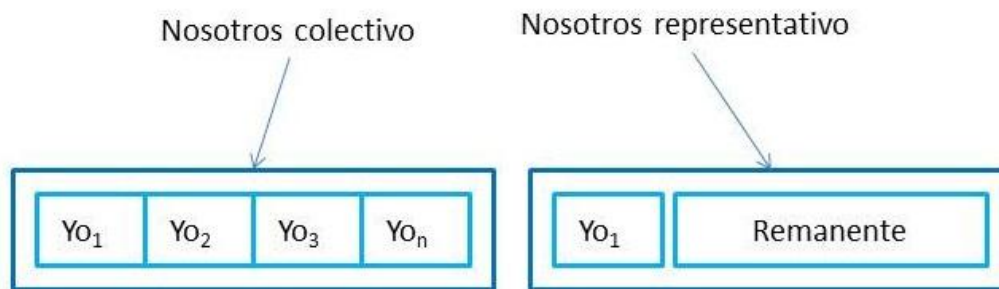 Nosotros colectivo
Nosotros representativo
Yo₁ Yo₂ Yo₃ Yoₙ
Yo₁ Remanente